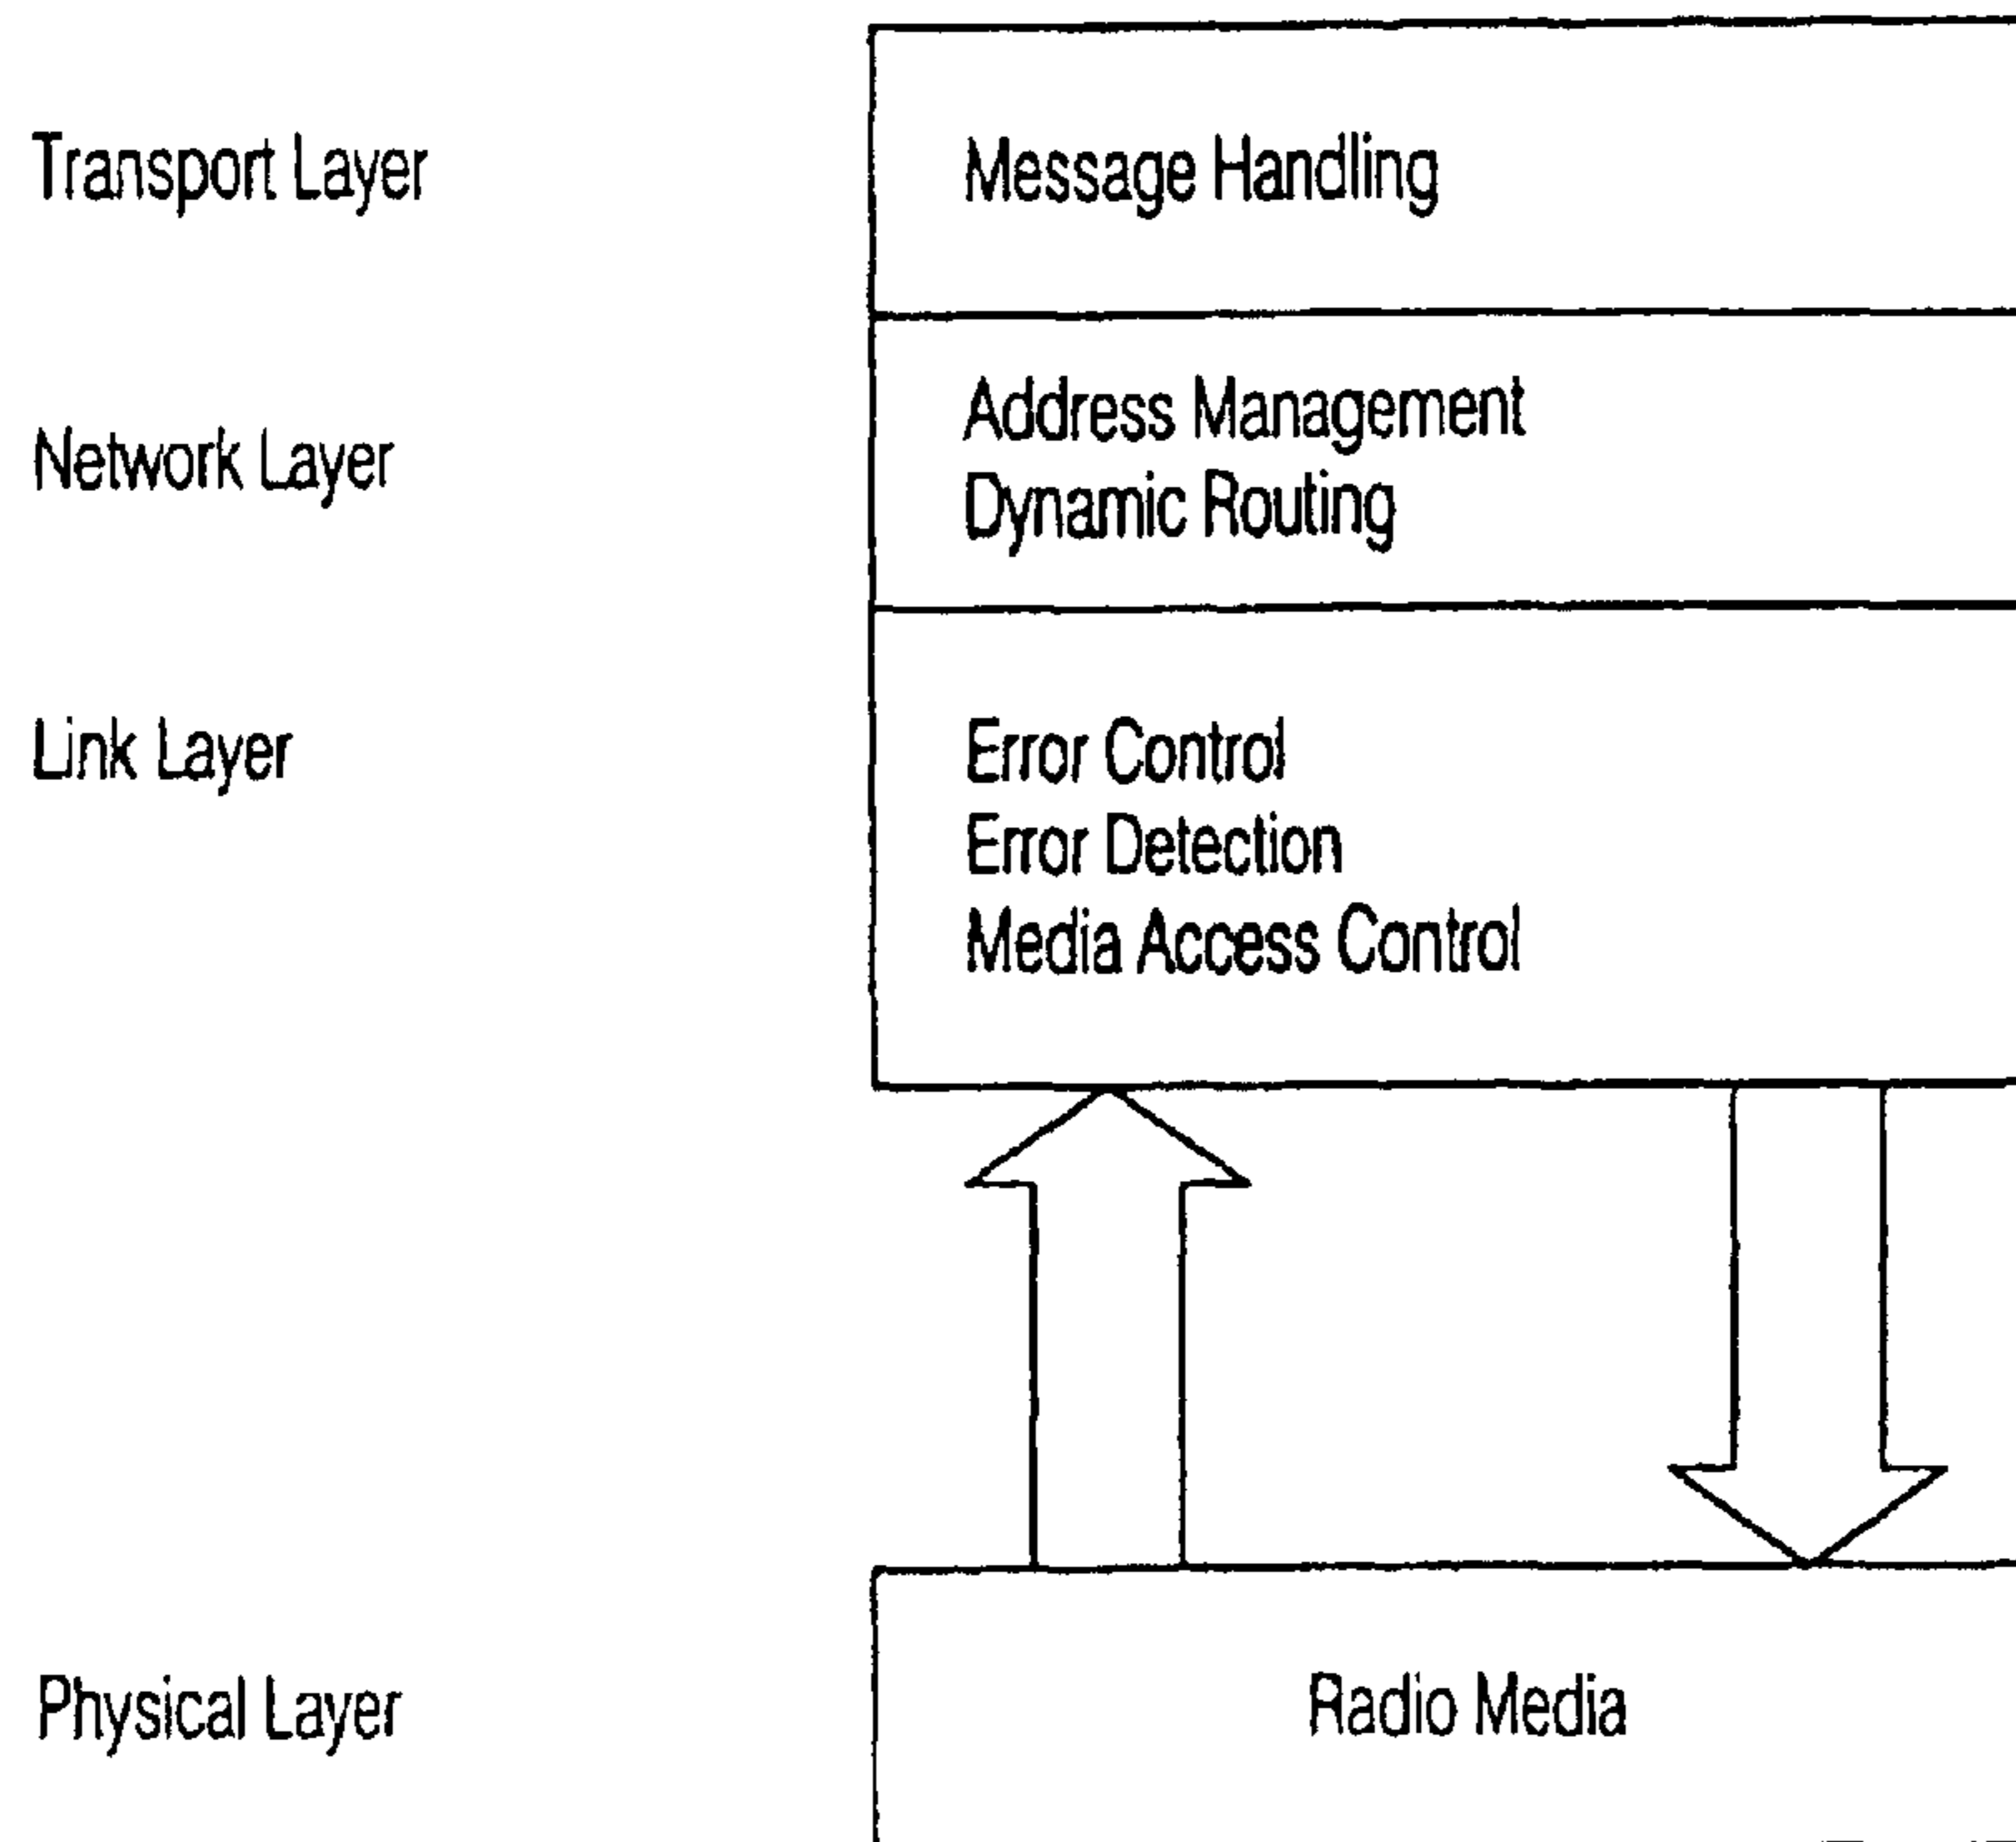 Transport Layer
Message Handling
Network Layer
Address Management
Dynamic Routing
Link Layer
Error Control
Error Detection
Media Access Control
Physical Layer
Radio Media